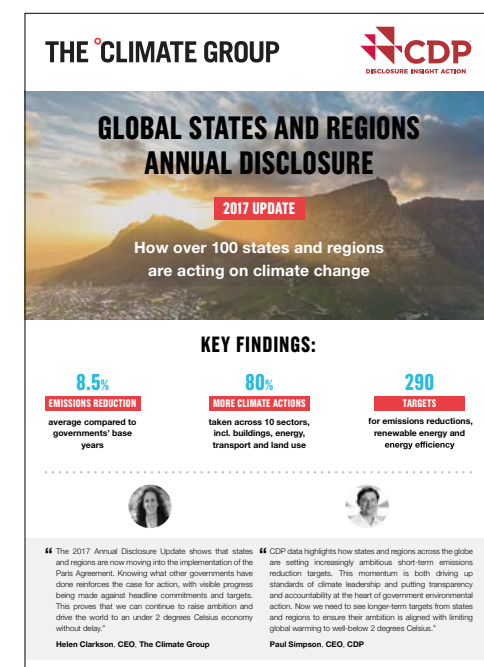 THE °CLIMATE GROUP
CDP
DISCLOSURE INSIGHT ACTION
GLOBAL STATES AND REGIONS
ANNUAL DISCLOSURE
2017 UPDATE
How over 100 states and regions
are acting on climate change
KEY FINDINGS:
8.5%
EMISSIONS REDUCTION
average compared to
governments' base
years
80%
MORE CLIMATE ACTIONS
taken across 10 sectors,
incl. buildings, energy,
transport and land use
290
TARGETS
for emissions reductions,
renewable energy and
energy efficiency
“ The 2017 Annual Disclosure Update shows that states
and regions are now moving into the implementation of the
Paris Agreement. Knowing what other governments have
done reinforces the case for action, with visible progress
being made against headline commitments and targets.
This proves that we can continue to raise ambition and
drive the world to an under 2 degrees Celsius economy
without delay."
Helen Clarkson, CEO, The Climate Group
“ CDP data highlights how states and regions across the globe
are setting increasingly ambitious short-term emissions
reduction targets. This momentum is both driving up
standards of climate leadership and putting transparency
and accountability at the heart of government environmental
action. Now we need to see longer-term targets from states
and regions to ensure their ambition is aligned with limiting
global warming to well-below 2 degrees Celsius."
Paul Simpson, CEO, CDP